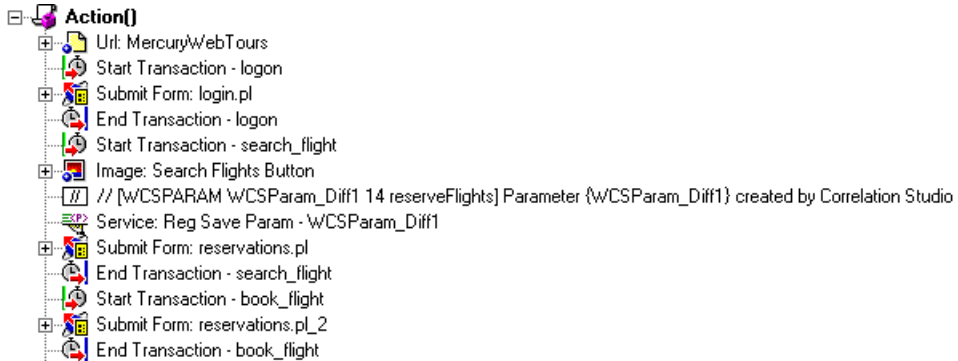 Action()
Url: MercuryWebTours
Start Transaction - logon
Submit Form: login.pl
End Transaction - logon
Start Transaction - search_flight
Image: Search Flights Button
// // [WCSPARAM WCSParam_Diff1 14 reserveFlights] Parameter {WCSParam_Diff1} created by Correlation Studio
<P> Service: Reg Save Param - WCSParam_Diff1
Submit Form: reservations.pl
End Transaction - search_flight
Start Transaction - book_flight
Submit Form: reservations.pl_2
End Transaction - book_flight